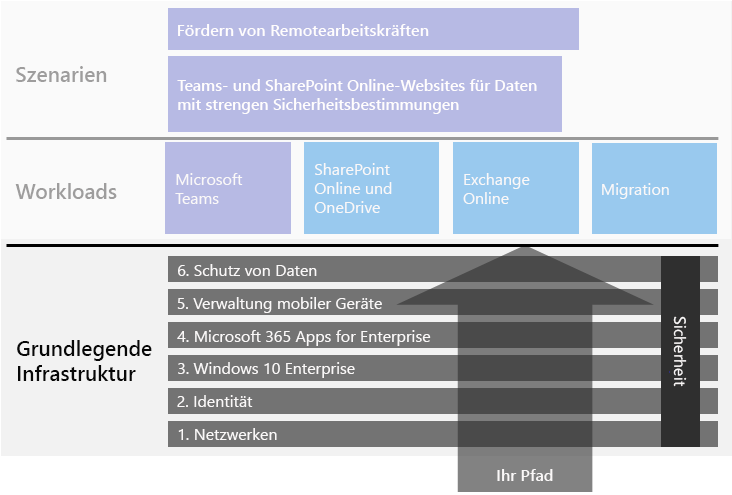 Szenarien
Fördern von Remotearbeitskräften
Teams- und SharePoint Online-Websites für Daten
mit strengen Sicherheitsbestimmungen
Workloads
Microsoft
Teams
SharePoint
Online und
OneDrive
Exchange
Online
Migration
Grundlegende
Infrastruktur
6. Schutz von Daten
5. Verwaltung mobiler Geräte
4. Microsoft 365 Apps for Enterprise
3. Windows 10 Enterprise
2. Identität
1. Netzwerken
Sicherheit
Ihr Pfad